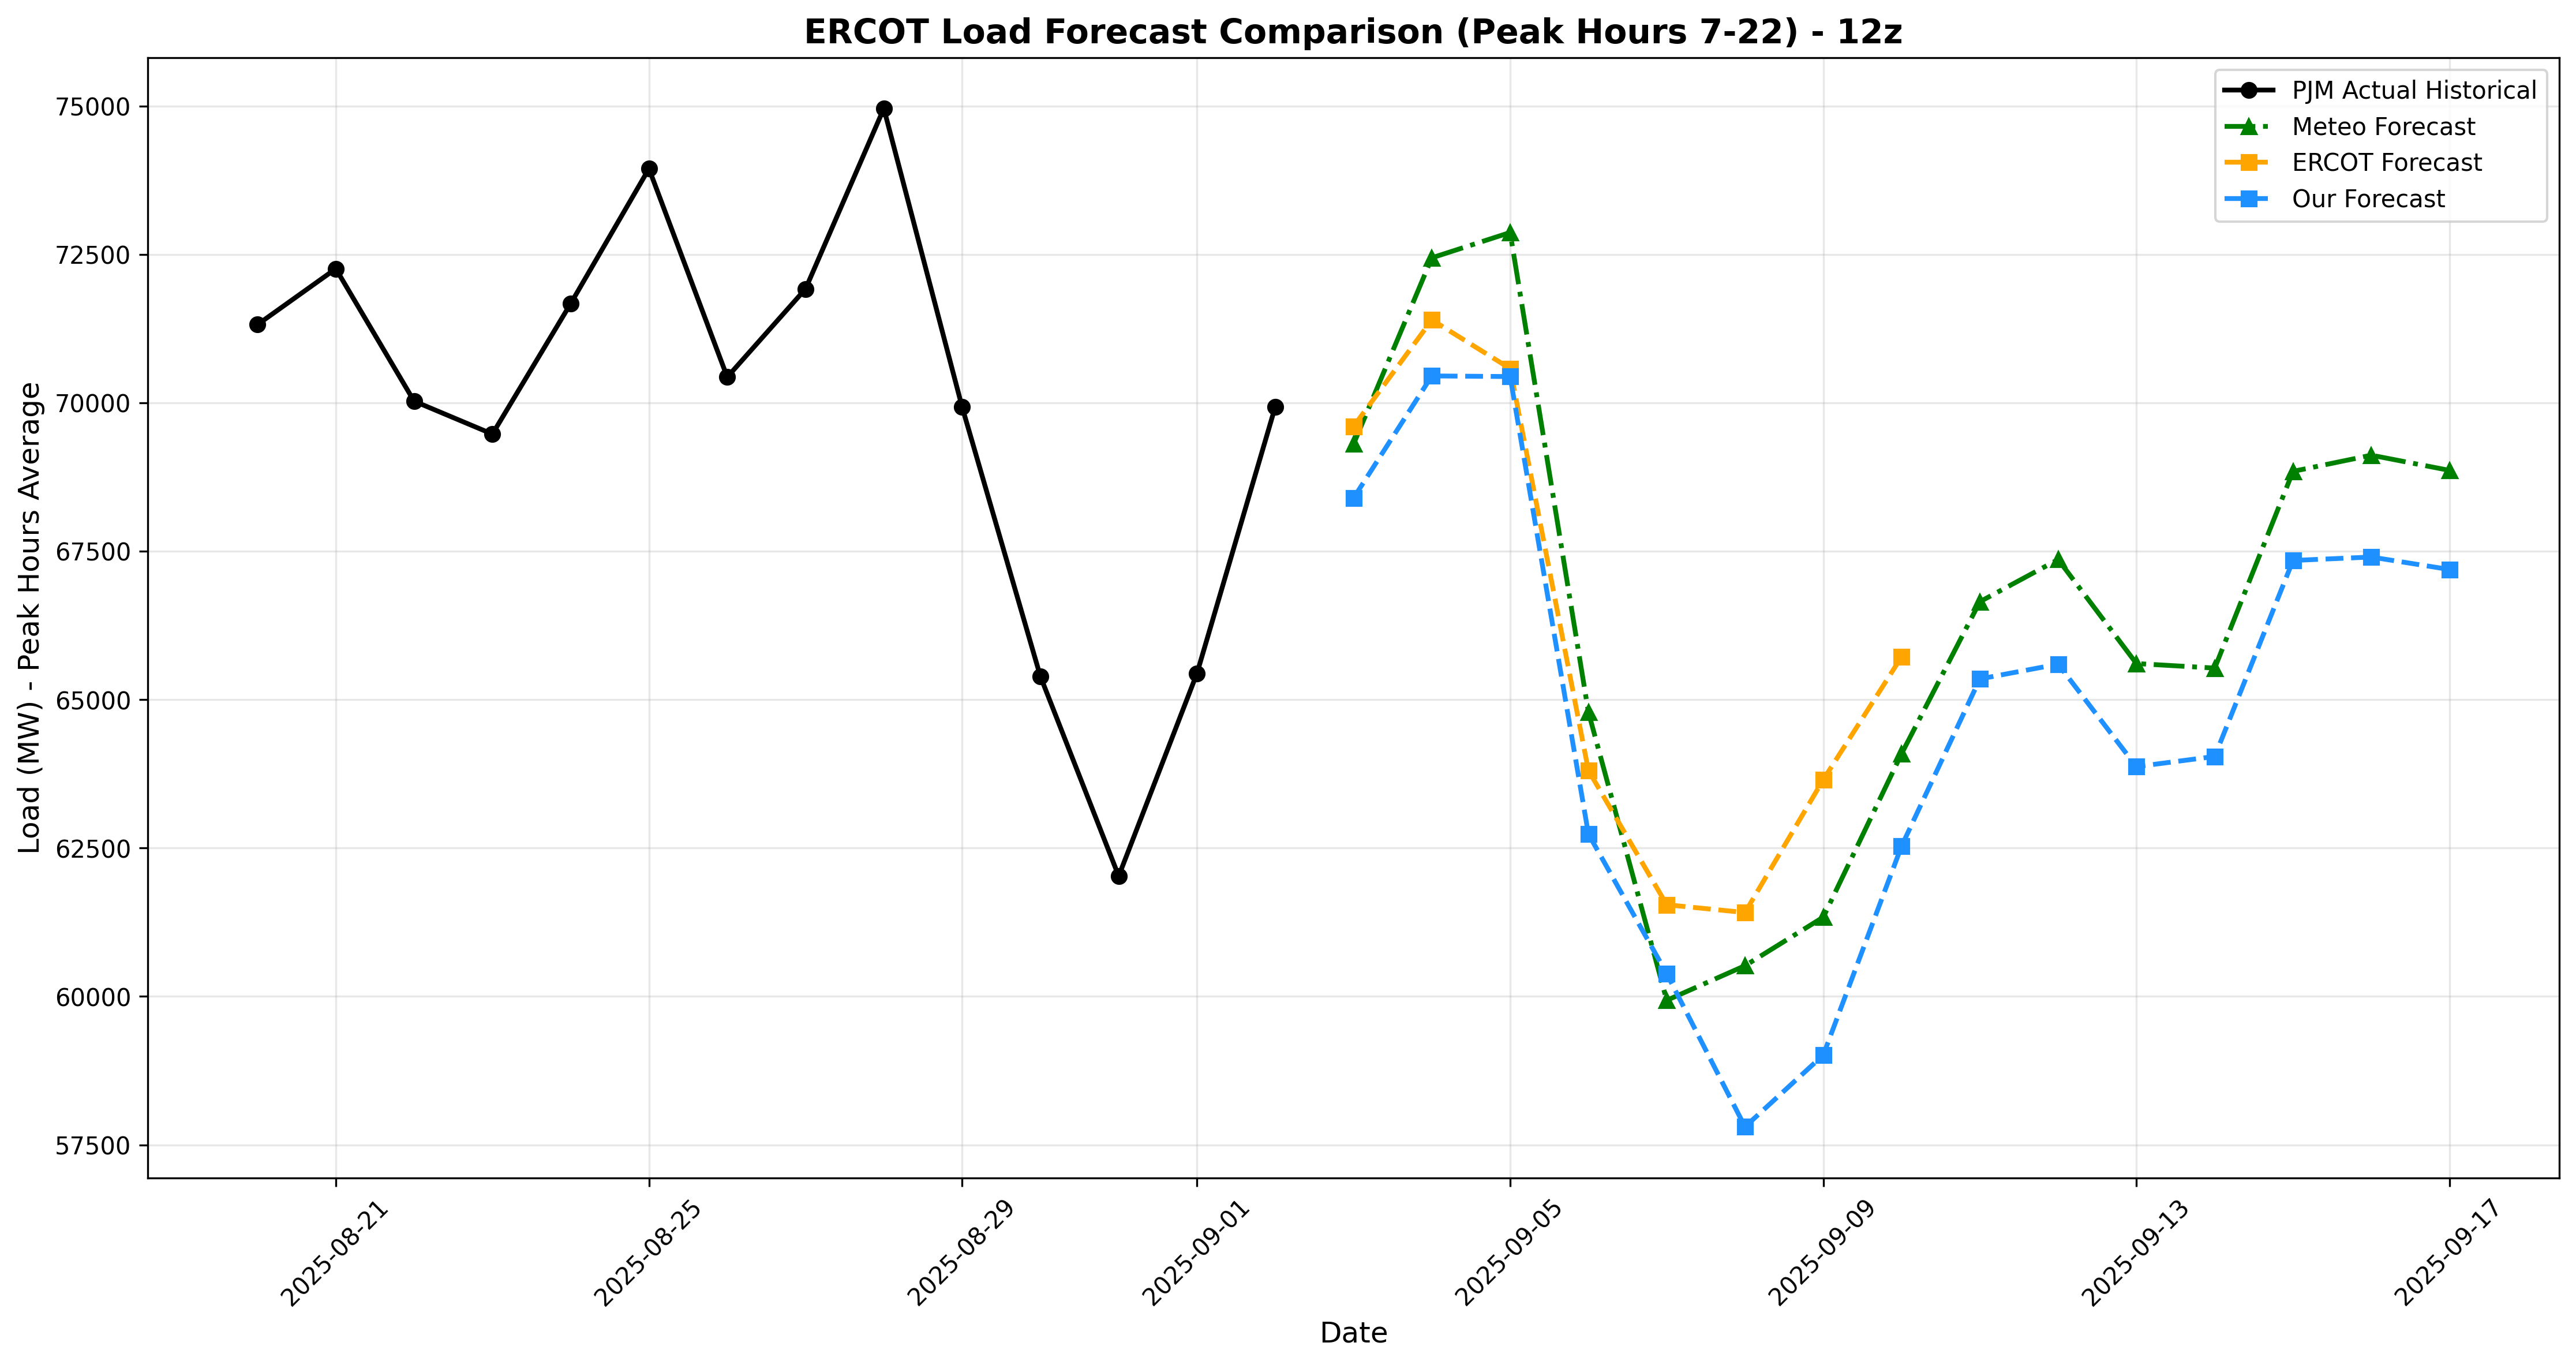 ERCOT Load Forecast Comparison (Peak Hours 7-22) - 12z
PJM Actual Historical
Meteo Forecast
ERCOT Forecast
Our Forecast
Load (MW) - Peak Hours Average
75000
72500
70000
67500
65000
62500
60000
57500
2025-08-21
2025-08-25
2025-08-29
2025-09-01
2025-09-05
2025-09-09
2025-09-13
2025-09-17
Date